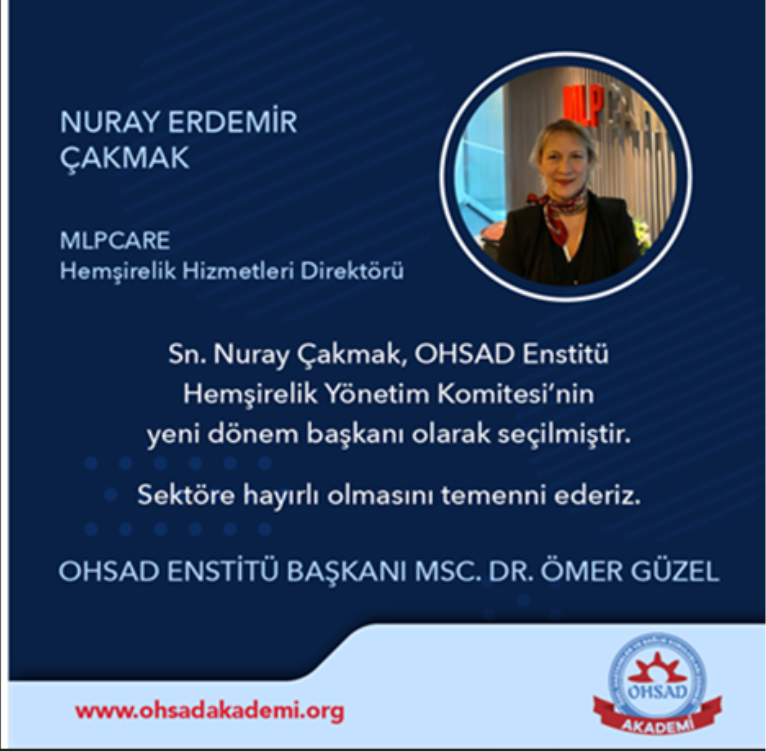 MLP
NURAY ERDEMİR
ÇAKMAK
MLPCARE
Hemşirelik Hizmetleri Direktörü
Sn. Nuray Çakmak, OHSAD Enstitü
Hemşirelik Yönetim Komitesi’nin
yeni dönem başkanı olarak seçilmiştir.
Sektöre hayırlı olmasını temenni ederiz.
OHSAD ENSTİTÜ BAŞKANI MSC. DR. ÖMER GÜZEL
www.ohsadakademi.org
OHSAD
AKADEMİ